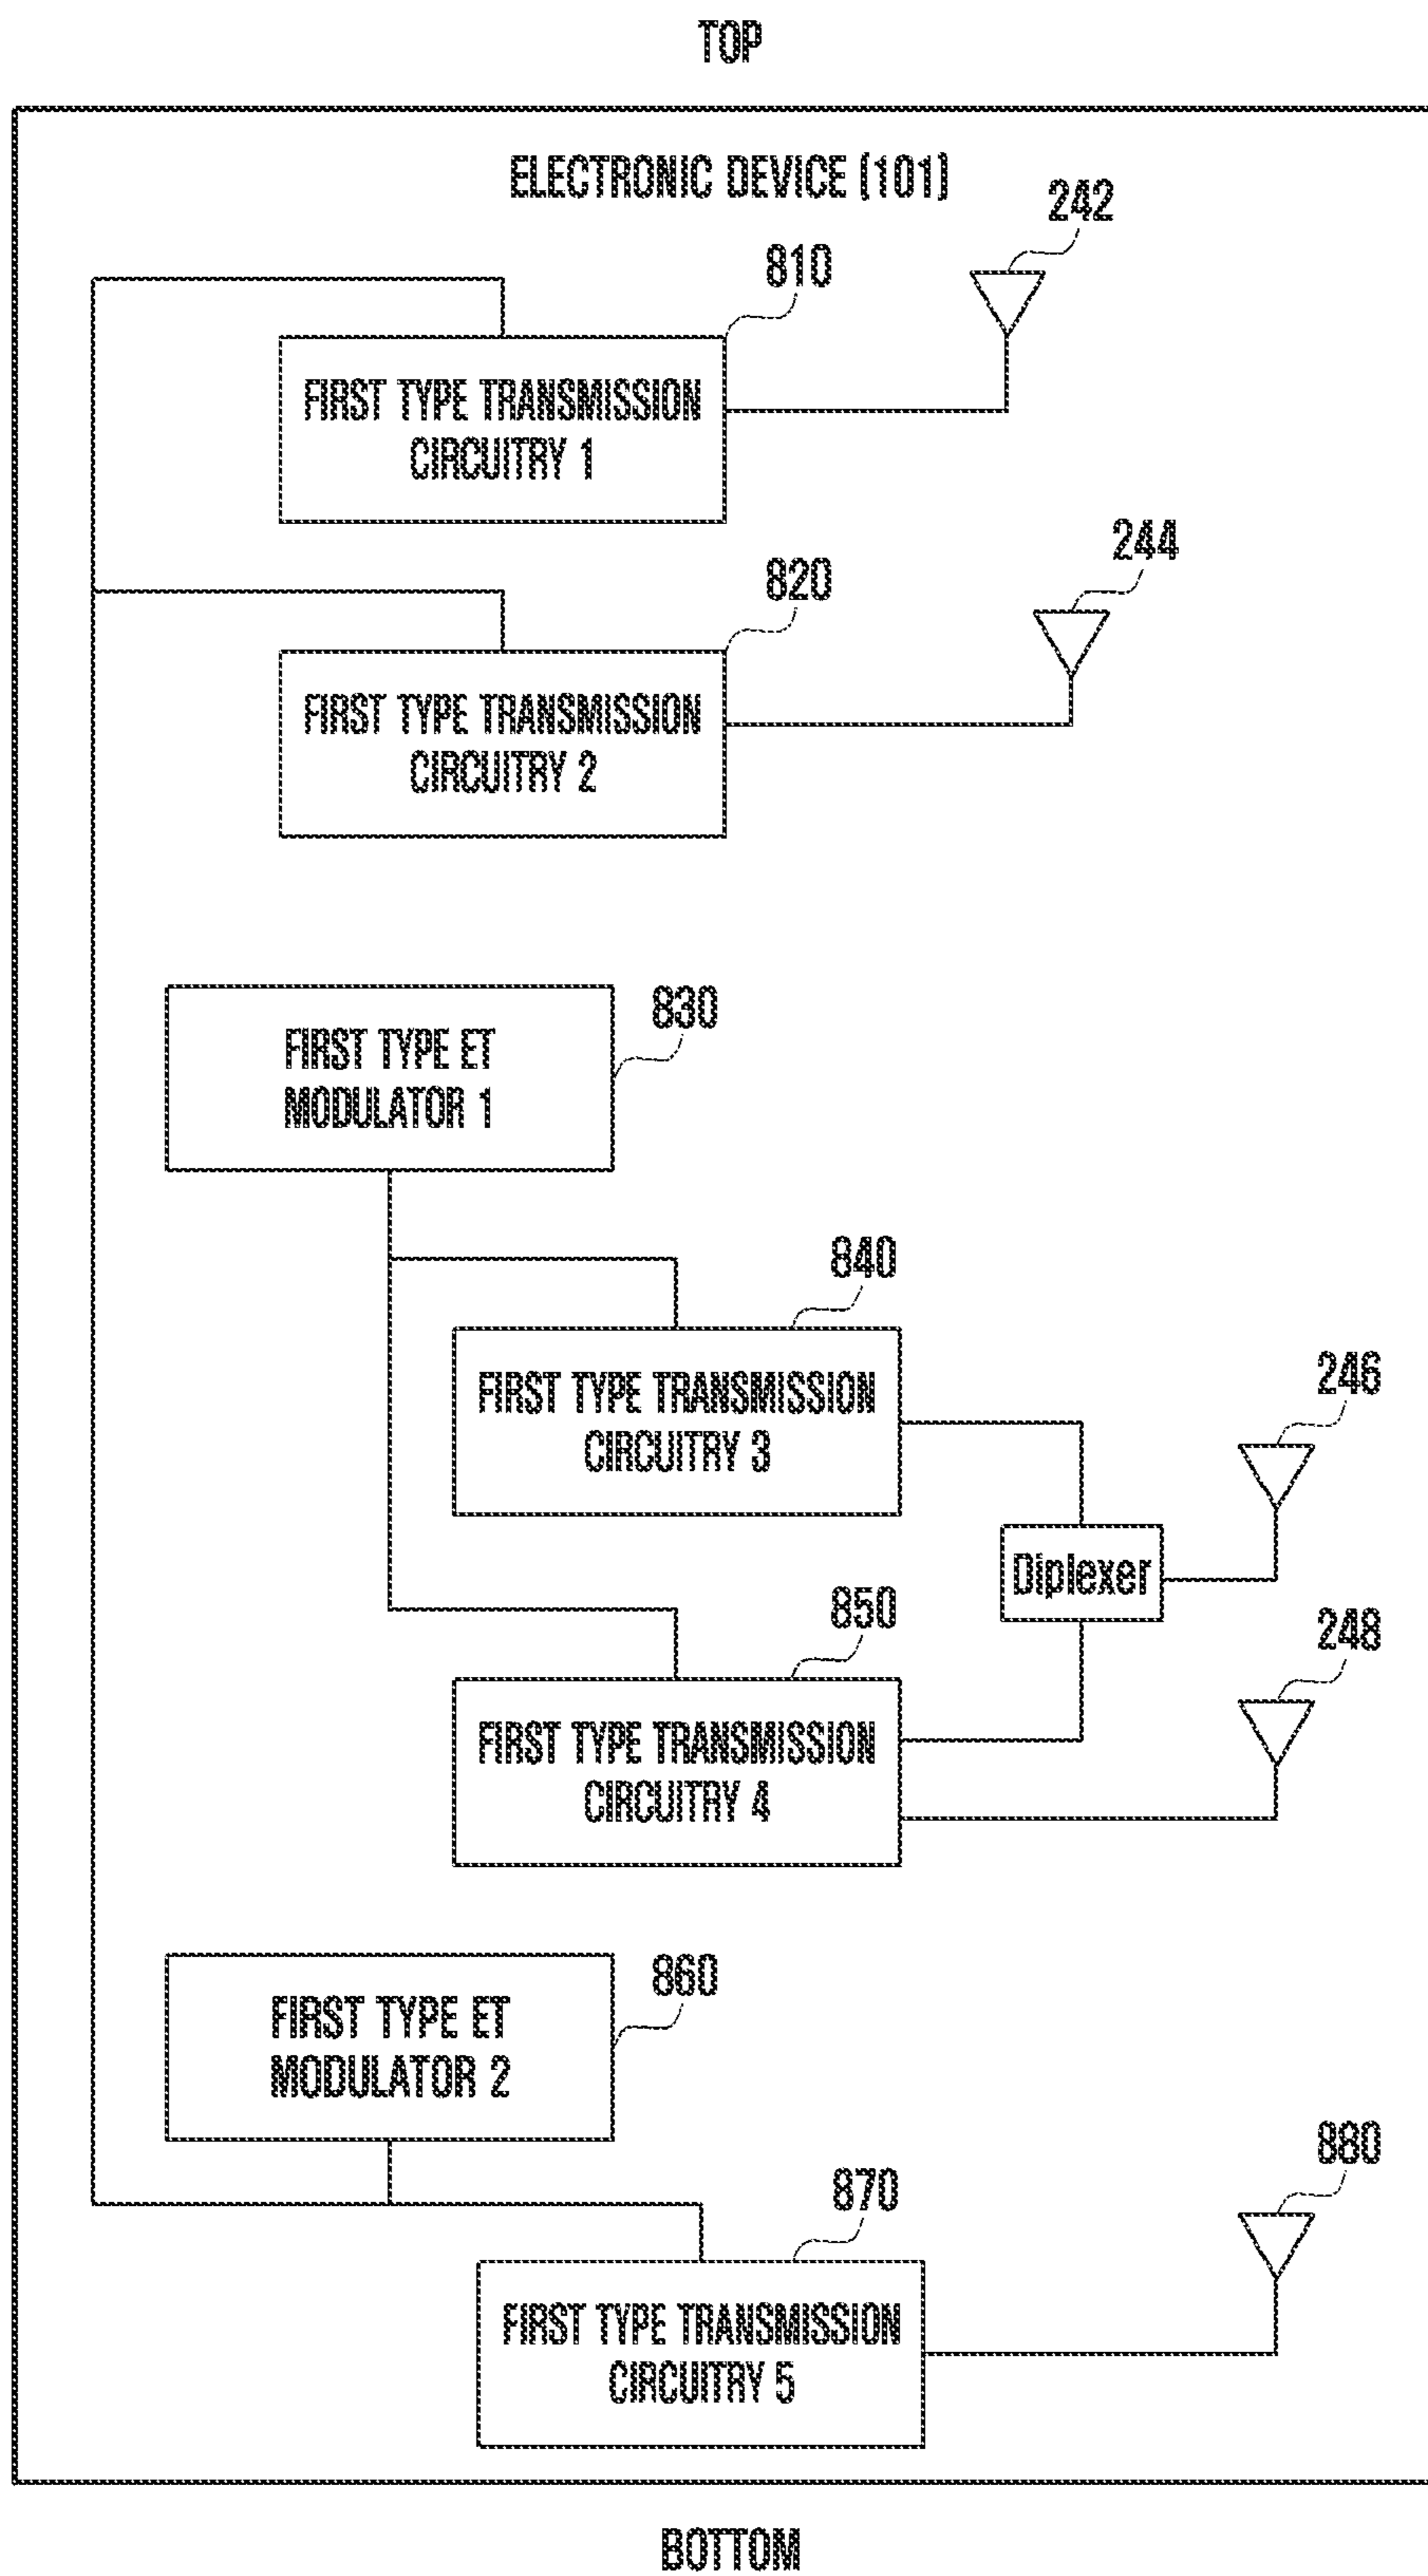 TOP
ELECTRONIC DEVICE (101)
242
810
FIRST TYPE TRANSMISSION
CIRCUITRY 1
244
820
FIRST TYPE TRANSMISSION
CIRCUITRY 2
830
FIRST TYPE ET
MODULATOR 1
840
FIRST TYPE TRANSMISSION
CIRCUITRY 3
246
Diplexer
850
248
FIRST TYPE TRANSMISSION
CIRCUITRY 4
860
FIRST TYPE ET
MODULATOR 2
880
870
FIRST TYPE TRANSMISSION
CIRCUITRY 5
BOTTOM